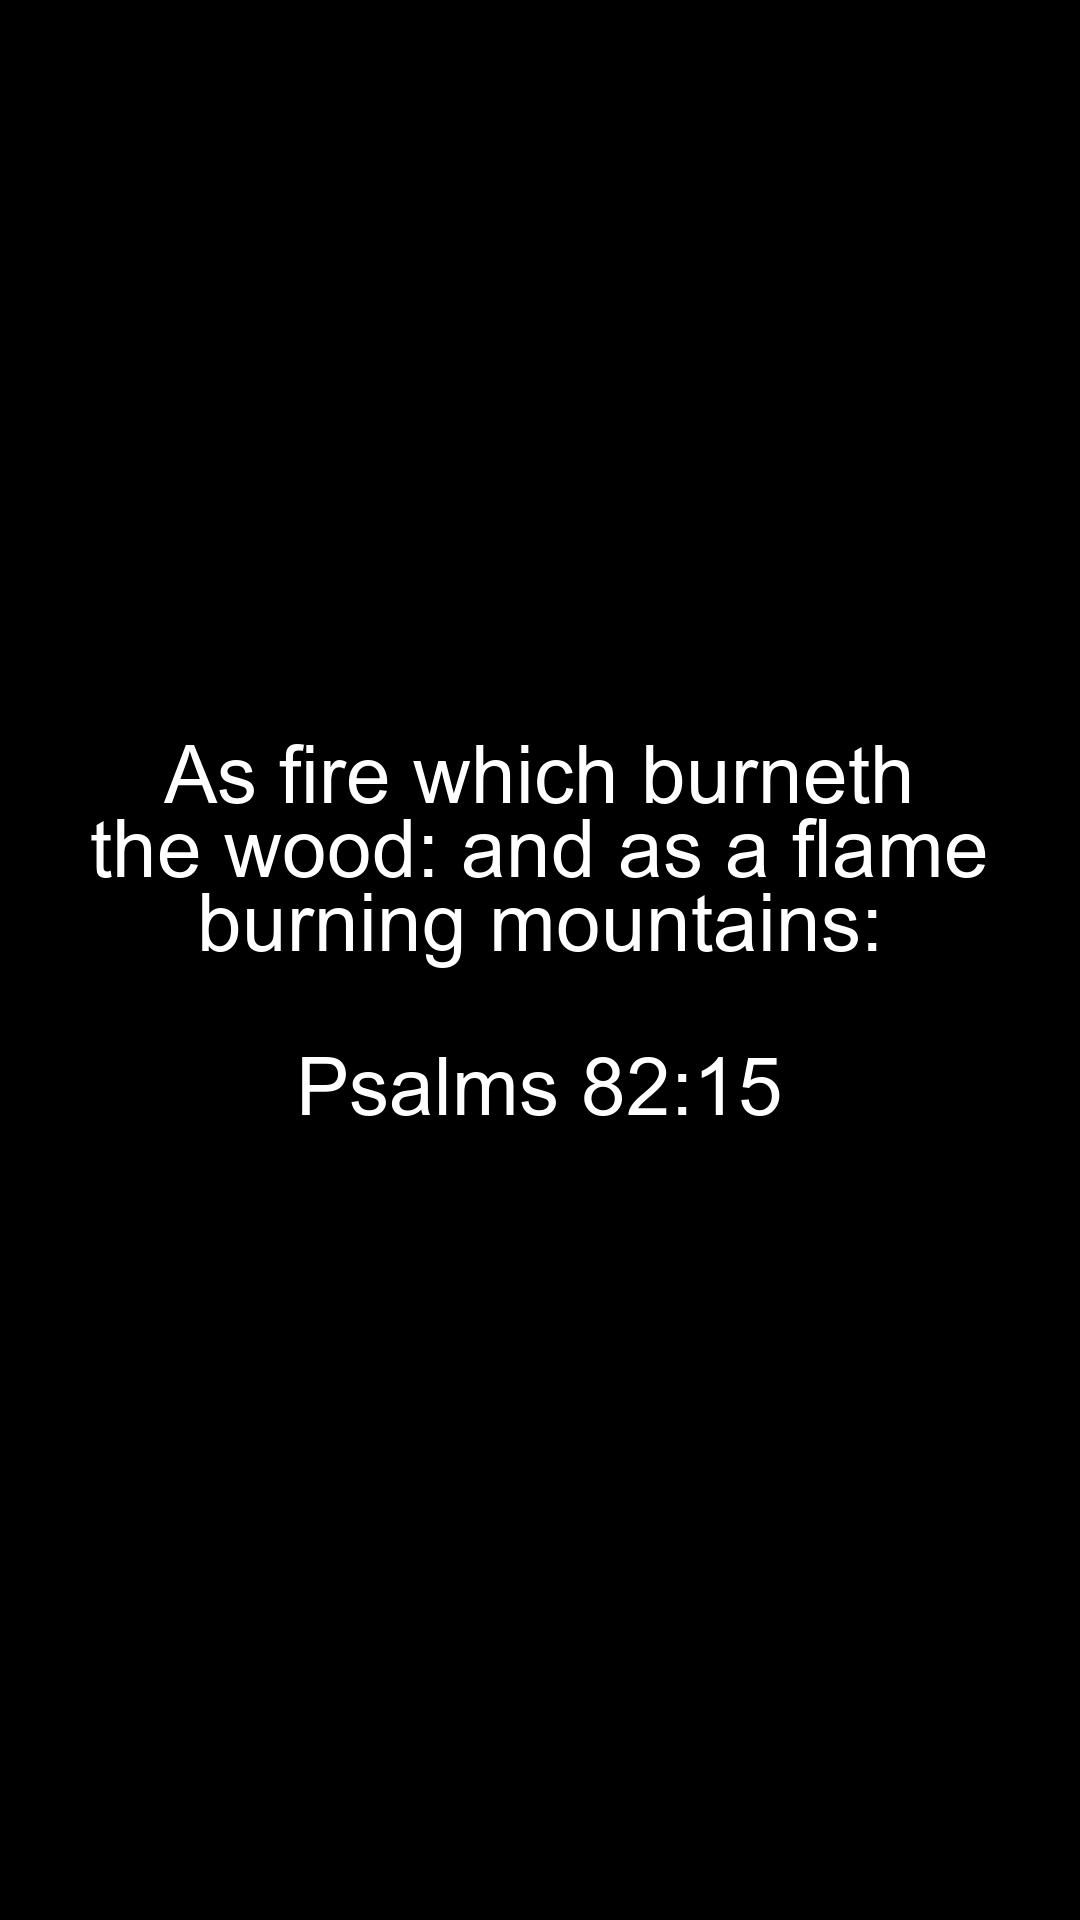 As fire which burneth
the wood: and as a flame
burning mountains:
Psalms 82:15